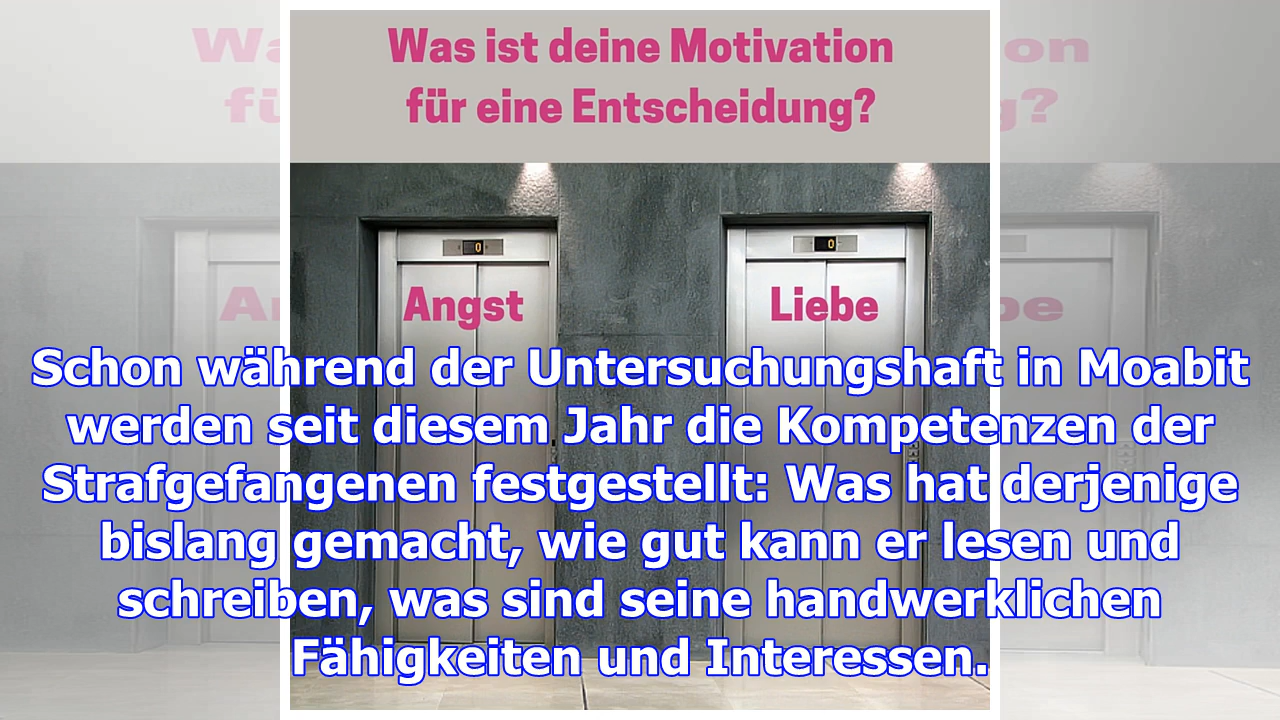 Was ist deine Motivation
für eine Entscheidung?
0
0
Angst
Liebe
Schon während der Untersuchungshaft in Moabit
werden seit diesem Jahr die Kompetenzen der
Strafgefangenen festgestellt: Was hat derjenige
bislang gemacht, wie gut kann er lesen und
schreiben, was sind seine handwerklichen
Fähigkeiten und Interessen.